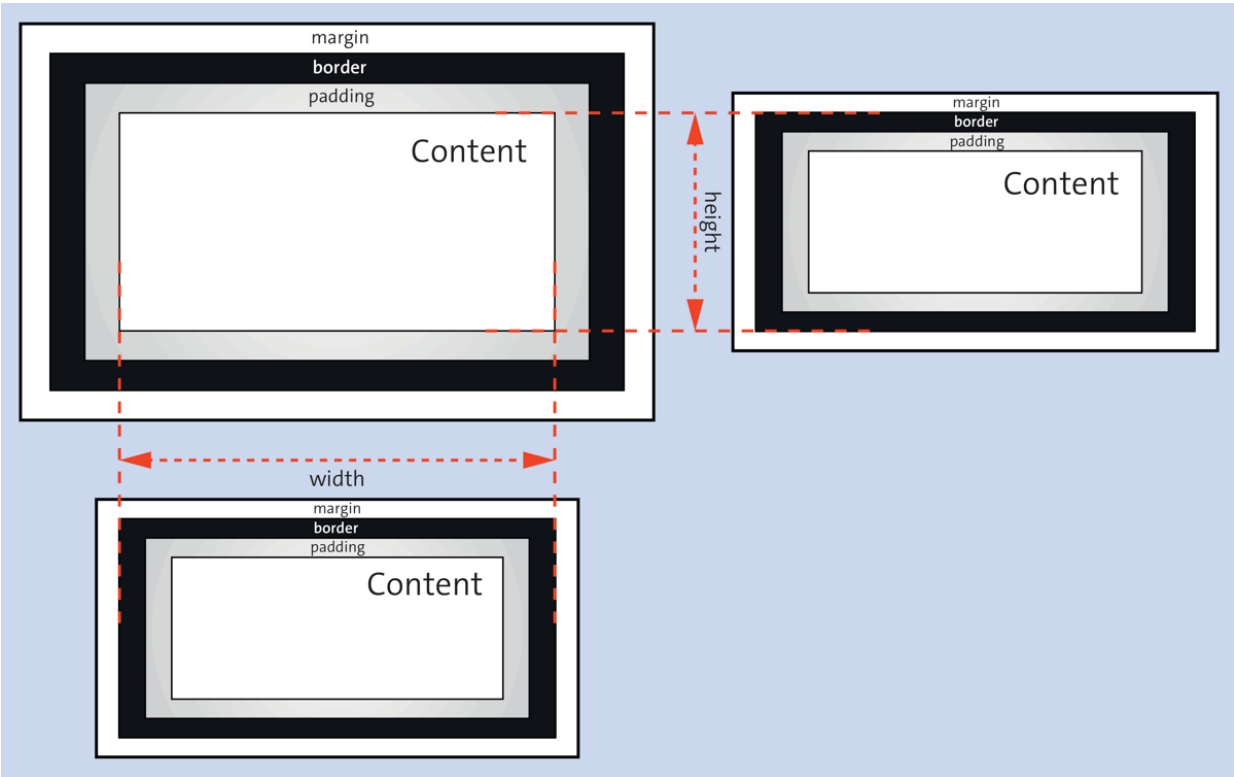 margin
border
padding
Content
height
margin
border
padding
Content
width
margin
border
padding
Content